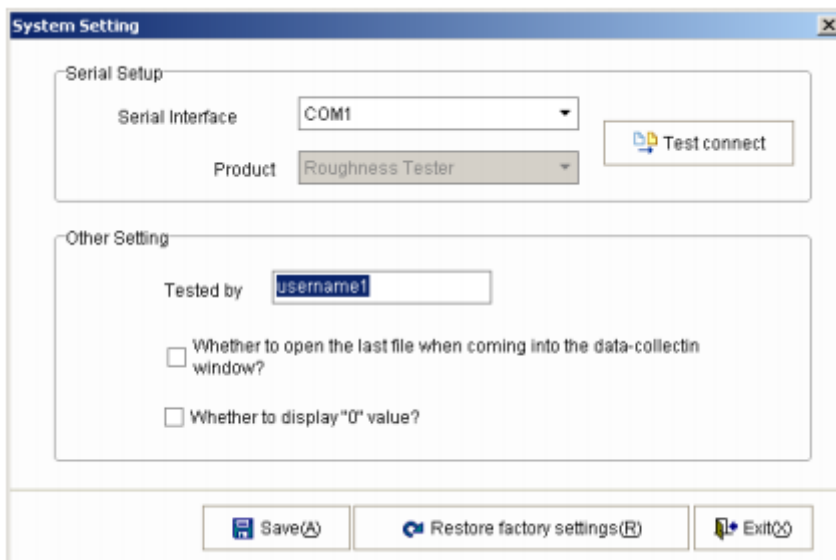 System Setting
Serial Setup
Serial Interface
COM1
Test connect
Product
Roughness Tester
Other Setting
Tested by
username1
Whether to open the last file when coming into the data-collectin
window?
Whether to display "0" value?
Save(A)
Restore factory settings(R)
Exit(X)